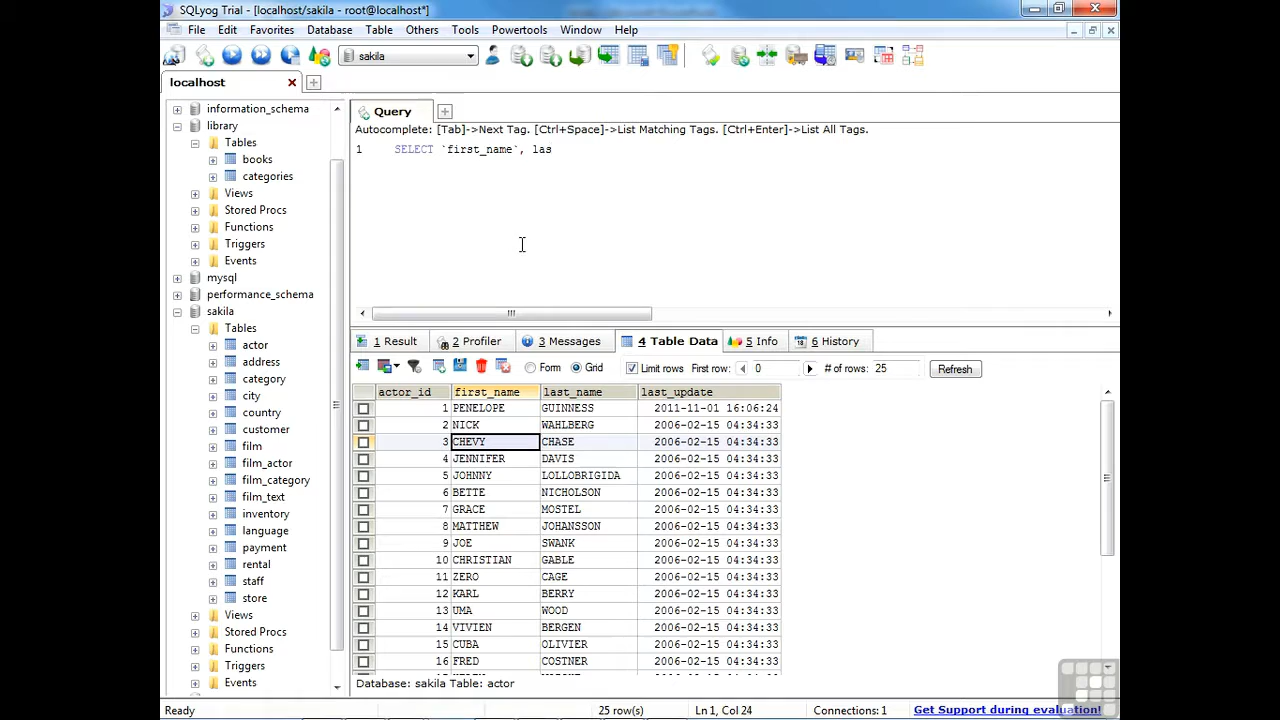 SQLyog Trial - [localhost/sakila - root@localhost*]
File Edit Favorites Database Table Others Tools Powertools Window Help
sakila
localhost
information_schema
library
Tables
books
categories
Views
Stored Procs
Functions
Triggers
Events
mysql
performance_schema
sakila
Tables
actor
address
category
city
country
customer
film
film_actor
film_category
film_text
inventory
language
payment
rental
staff
store
Views
Stored Procs
Functions
Triggers
Events
Query
Autocomplete: [Tab]->Next Tag. [Ctrl+Space]->List Matching Tags. [Ctrl+Enter]->List All Tags.
1 SELECT `first_name`, las
1 Result 2 Profiler 3 Messages 4 Table Data 5 Info 6 History
Form Grid Limit rows First row: 0 # of rows: 25 Refresh
actor_id first_name last_name last_update
1 PENELOPE GUINNESS 2011-11-01 16:06:24
2 NICK WAHLBERG 2006-02-15 04:34:33
3 CHEVY CHASE 2006-02-15 04:34:33
4 JENNIFER DAVIS 2006-02-15 04:34:33
5 JOHNNY LOLLOBRIGIDA 2006-02-15 04:34:33
6 BETTE NICHOLSON 2006-02-15 04:34:33
7 GRACE MOSTEL 2006-02-15 04:34:33
8 MATTHEW JOHANSSON 2006-02-15 04:34:33
9 JOE SWANK 2006-02-15 04:34:33
10 CHRISTIAN GABLE 2006-02-15 04:34:33
11 ZERO CAGE 2006-02-15 04:34:33
12 KARL BERRY 2006-02-15 04:34:33
13 UMA WOOD 2006-02-15 04:34:33
14 VIVIEN BERGEN 2006-02-15 04:34:33
15 CUBA OLIVIER 2006-02-15 04:34:33
16 FRED COSTNER 2006-02-15 04:34:33
Database: sakila Table: actor
Ready 25 row(s) Ln 1, Col 24 Connections: 1 Get Support during evaluation!